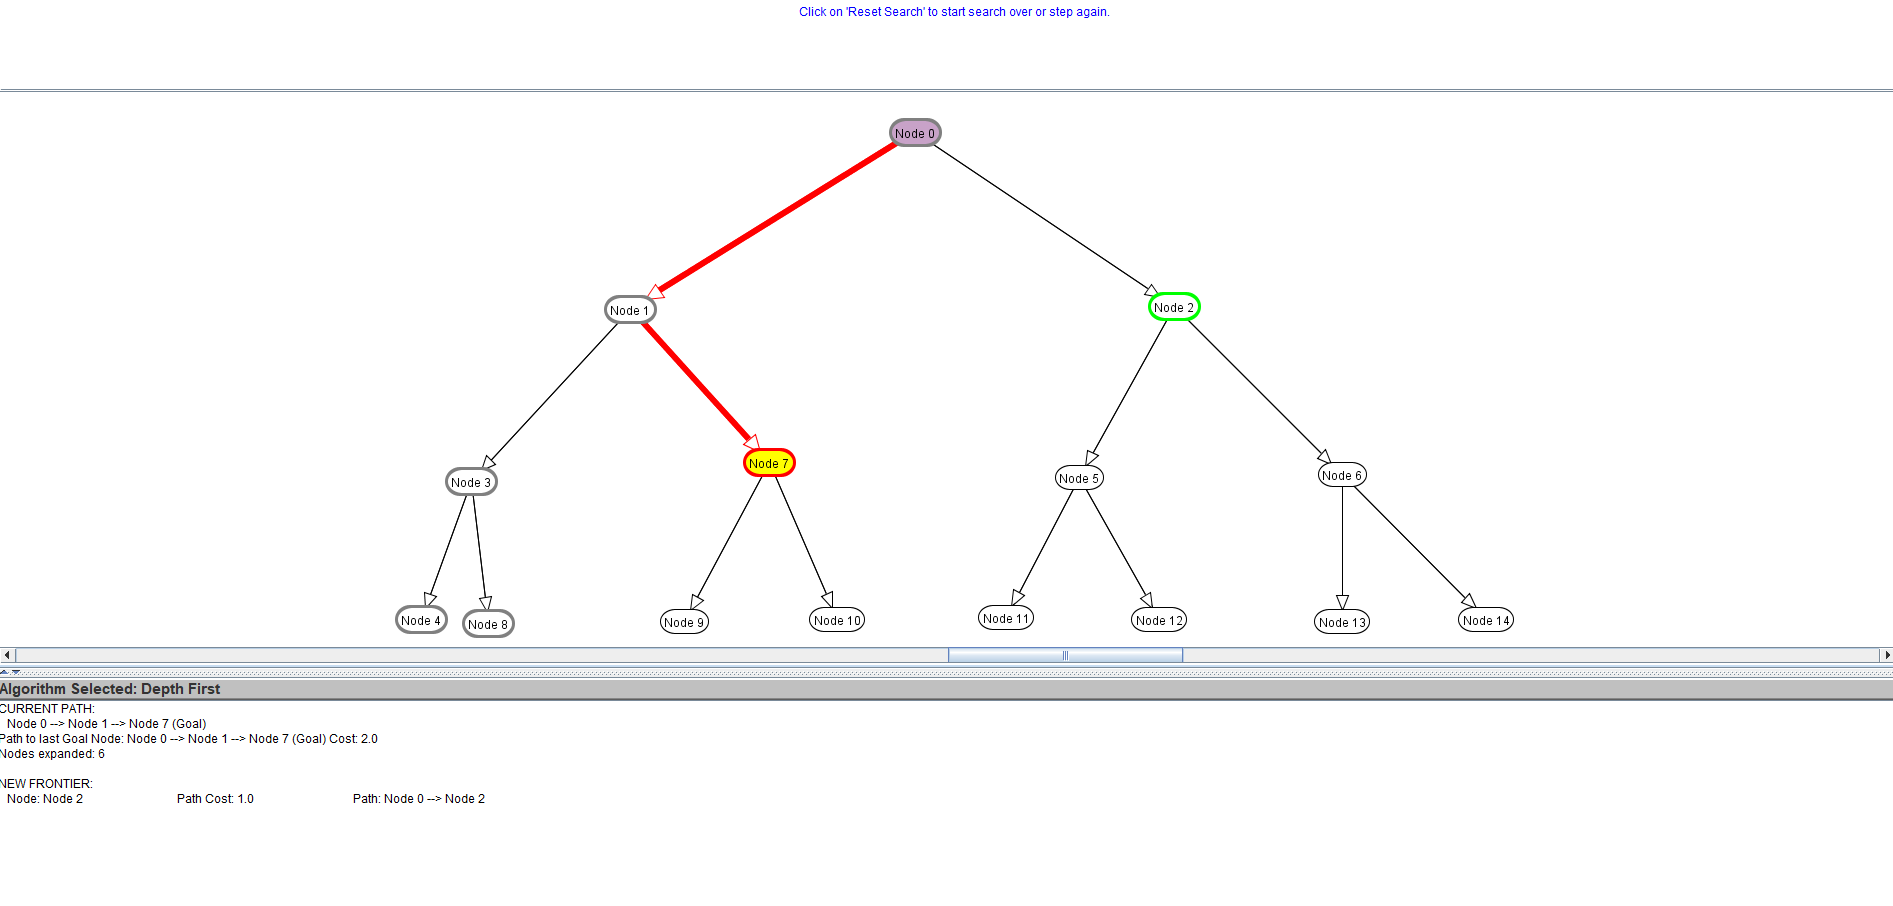 Click on 'Reset Search' to start search over or step again.
Node 0
Node 1
Node 2
Node 3
Node 7
Node 5
Node 6
Node 4
Node 8
Node 9
Node 10
Node 11
Node 12
Node 13
Node 14
Algorithm Selected: Depth First
CURRENT PATH:
Node 0 --> Node 1 --> Node 7 (Goal)
Path to last Goal Node: Node 0 --> Node 1 --> Node 7 (Goal) Cost: 2.0
Nodes expanded: 6
NEW FRONTIER:
Node: Node 2 Path Cost: 1.0 Path: Node 0 --> Node 2